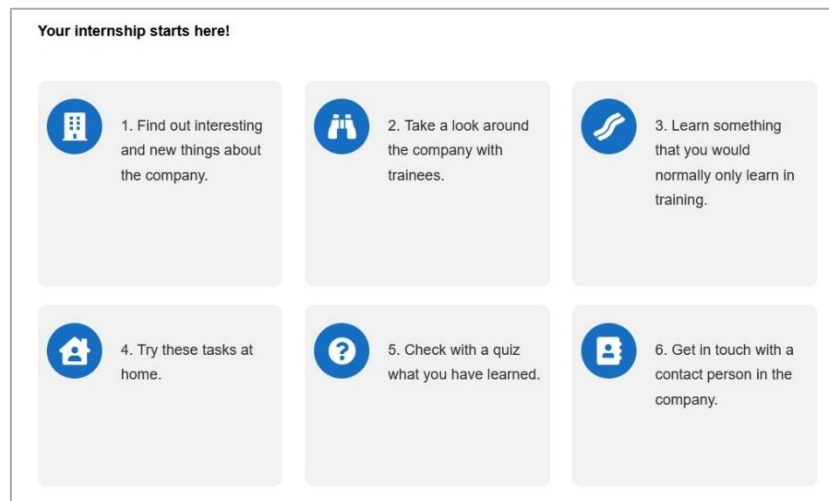 Your internship starts here!
1. Find out interesting
and new things about
the company.
2. Take a look around
the company with
trainees.
3. Learn something
that you would
normally only learn in
training.
4. Try these tasks at
home.
5. Check with a quiz
what you have learned.
6. Get in touch with a
contact person in the
company.